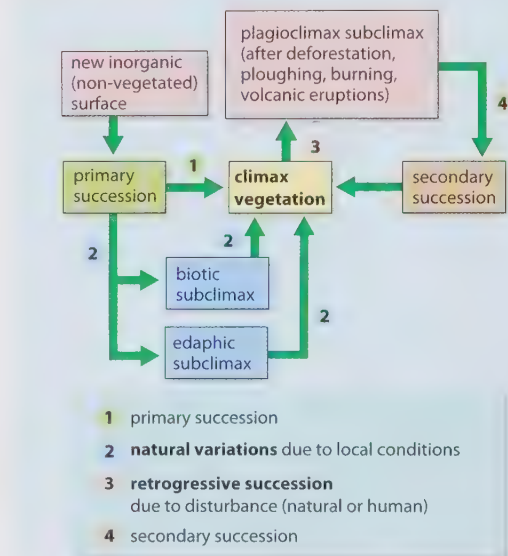 new inorganic
(non-vegetated)
surface
plagioclimax subclimax
(after deforestation,
ploughing, burning,
volcanic eruptions)
4
3
1
primary
succession
climax
vegetation
secondary
succession
2
2
biotic
subclimax
2
edaphic
subclimax
1 primary succession
2 natural variations due to local conditions
3 retrogressive succession
due to disturbance (natural or human)
4 secondary succession